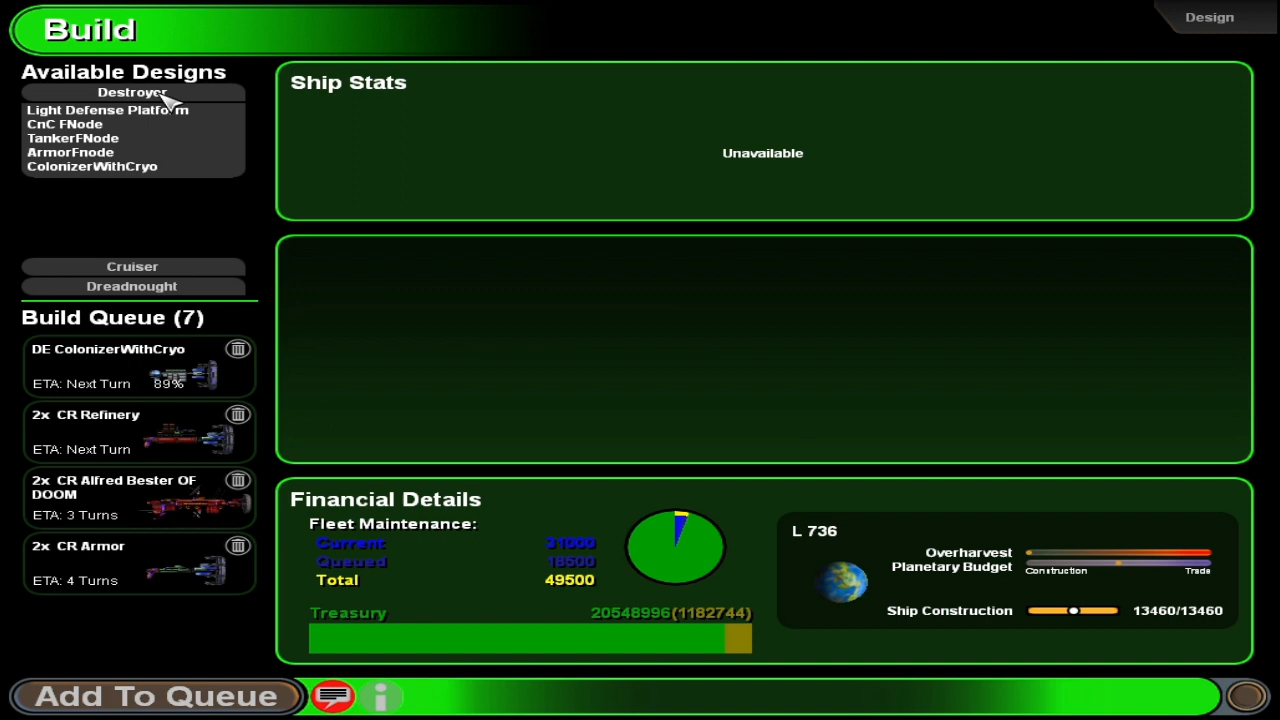 Build
Design
Available Designs
Destroyer
Light Defense Platform
CnC FNode
TankerFNode
ArmorFnode
ColonizerWithCryo
Cruiser
Dreadnought
Build Queue (7)
DE ColonizerWithCryo
ETA: Next Turn 89%
2x CR Refinery
ETA: Next Turn
2x CR Alfred Bester OF
DOOM
ETA: 3 Turns
2x CR Armor
ETA: 4 Turns
Add To Queue
Ship Stats
Unavailable
Financial Details
Fleet Maintenance:
Current 31000
Queued 18500
Total 49500
Treasury 20548996(1182744)
L 736
Overharvest
Planetary Budget
Construction Trade
Ship Construction 13460/13460